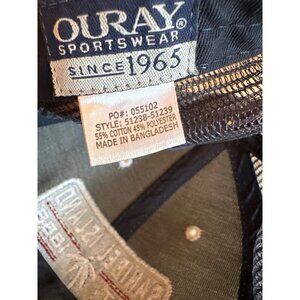 OURAY
SPORTSWEAR
SINCE 1965
PO#: 055102
STYLE: 51238-51239
55% COTTON 45% POLYESTER
MADE IN BANGLADESH